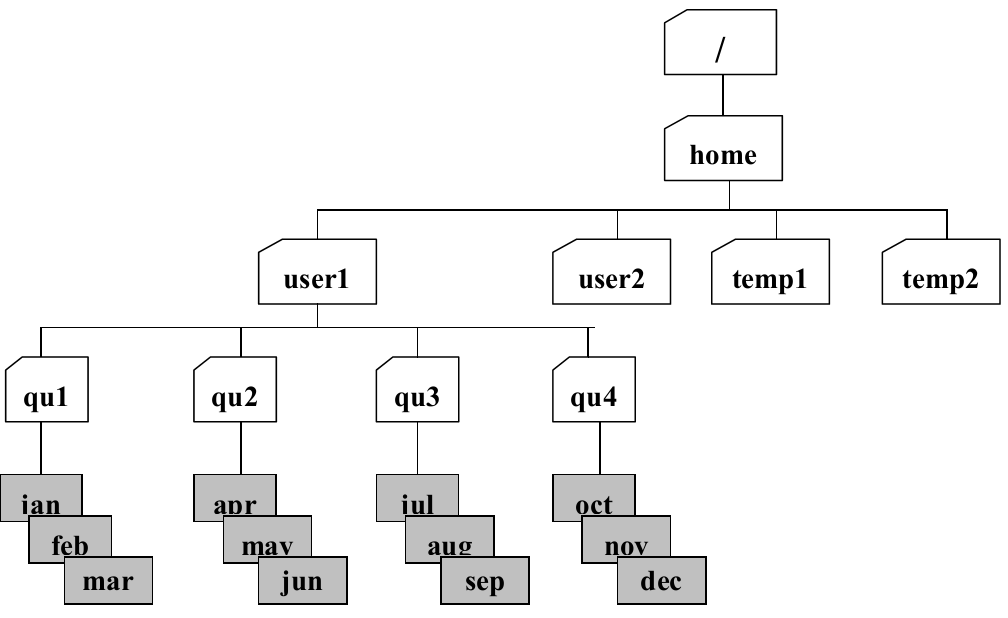 /
home
user1
user2
temp1
temp2
qu1
qu2
qu3
qu4
jan
apr
jul
oct
feb
may
aug
nov
mar
jun
sep
dec